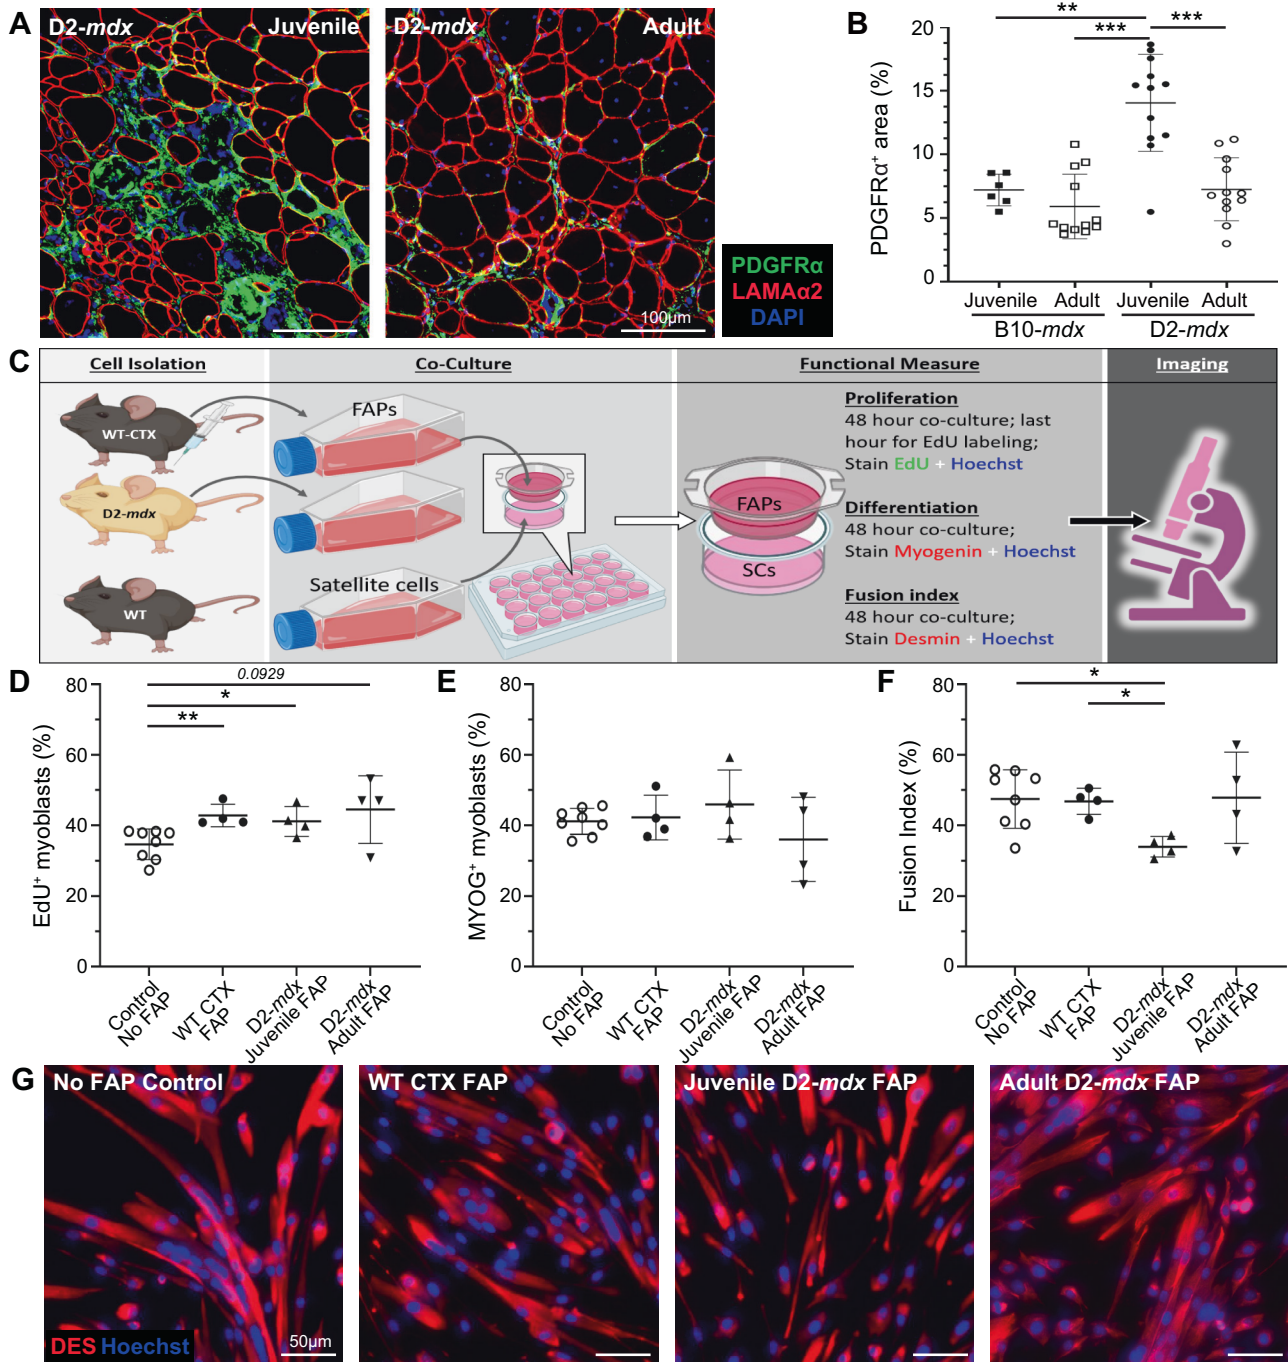 A
D2-mdx
Juvenile
D2-mdx
Adult
100µm
PDGFRα
LAMAα2
DAPI
B
PDGFRα⁺ area (%)
20
15
10
5
0
**
***
***
Juvenile
Adult
Juvenile
Adult
B10-mdx
D2-mdx
C
Cell Isolation
Co-Culture
Functional Measure
Imaging
WT-CTX
D2-mdx
WT
FAPs
Satellite cells
FAPs
SCs
Proliferation
48 hour co-culture; last
hour for EdU labeling;
Stain EdU + Hoechst
Differentiation
48 hour co-culture;
Stain Myogenin + Hoechst
Fusion index
48 hour co-culture;
Stain Desmin + Hoechst
D
EdU⁺ myoblasts (%)
80
60
40
20
0
0.0929
*
**
Control
No FAP
WT CTX
FAP
D2-mdx
Juvenile FAP
D2-mdx
Adult FAP
E
MYOG⁺ myoblasts (%)
80
60
40
20
0
Control
No FAP
WT CTX
FAP
D2-mdx
Juvenile FAP
D2-mdx
Adult FAP
F
Fusion Index (%)
80
60
40
20
0
*
*
Control
No FAP
WT CTX
FAP
D2-mdx
Juvenile FAP
D2-mdx
Adult FAP
G
No FAP Control
WT CTX FAP
Juvenile D2-mdx FAP
Adult D2-mdx FAP
DES Hoechst
50µm